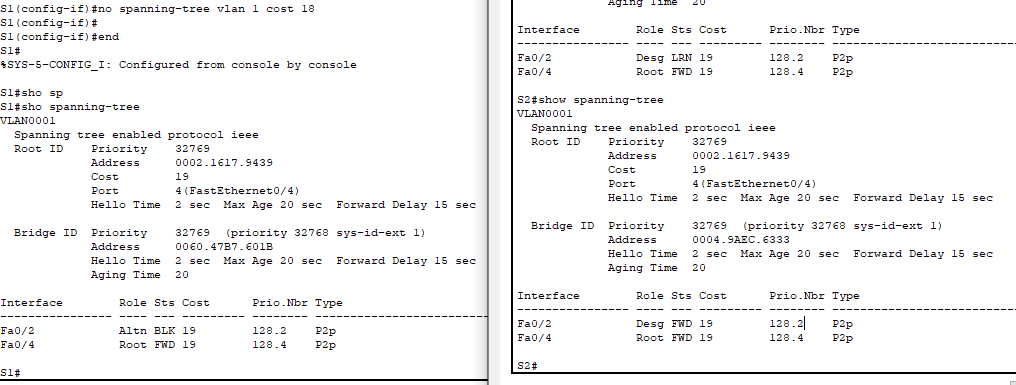 S1(config-if)#no spanning-tree vlan 1 cost 18
S1(config-if)#
S1(config-if)#end
S1#
%SYS-5-CONFIG_I: Configured from console by console
S1#sho sp
S1#sho spanning-tree
VLAN0001
Spanning tree enabled protocol ieee
Root ID Priority 32769
Address 0002.1617.9439
Cost 19
Port 4(FastEthernet0/4)
Hello Time 2 sec Max Age 20 sec Forward Delay 15 sec
Bridge ID Priority 32769 (priority 32768 sys-id-ext 1)
Address 0060.47B7.601B
Hello Time 2 sec Max Age 20 sec Forward Delay 15 sec
Aging Time 20
Interface Role Sts Cost Prio.Nbr Type
---------------- ---- --- --------- -------- --------------------------------
Fa0/2 Altn BLK 19 128.2 P2p
Fa0/4 Root FWD 19 128.4 P2p
S1#
Aging Time 20
Interface Role Sts Cost Prio.Nbr Type
---------------- ---- --- --------- -------- --------------------------------
Fa0/2 Desg LRN 19 128.2 P2p
Fa0/4 Root FWD 19 128.4 P2p
S2#show spanning-tree
VLAN0001
Spanning tree enabled protocol ieee
Root ID Priority 32769
Address 0002.1617.9439
Cost 19
Port 4(FastEthernet0/4)
Hello Time 2 sec Max Age 20 sec Forward Delay 15 sec
Bridge ID Priority 32769 (priority 32768 sys-id-ext 1)
Address 0004.9AEC.6333
Hello Time 2 sec Max Age 20 sec Forward Delay 15 sec
Aging Time 20
Interface Role Sts Cost Prio.Nbr Type
---------------- ---- --- --------- -------- --------------------------------
Fa0/2 Desg FWD 19 128.2 P2p
Fa0/4 Root FWD 19 128.4 P2p
S2#